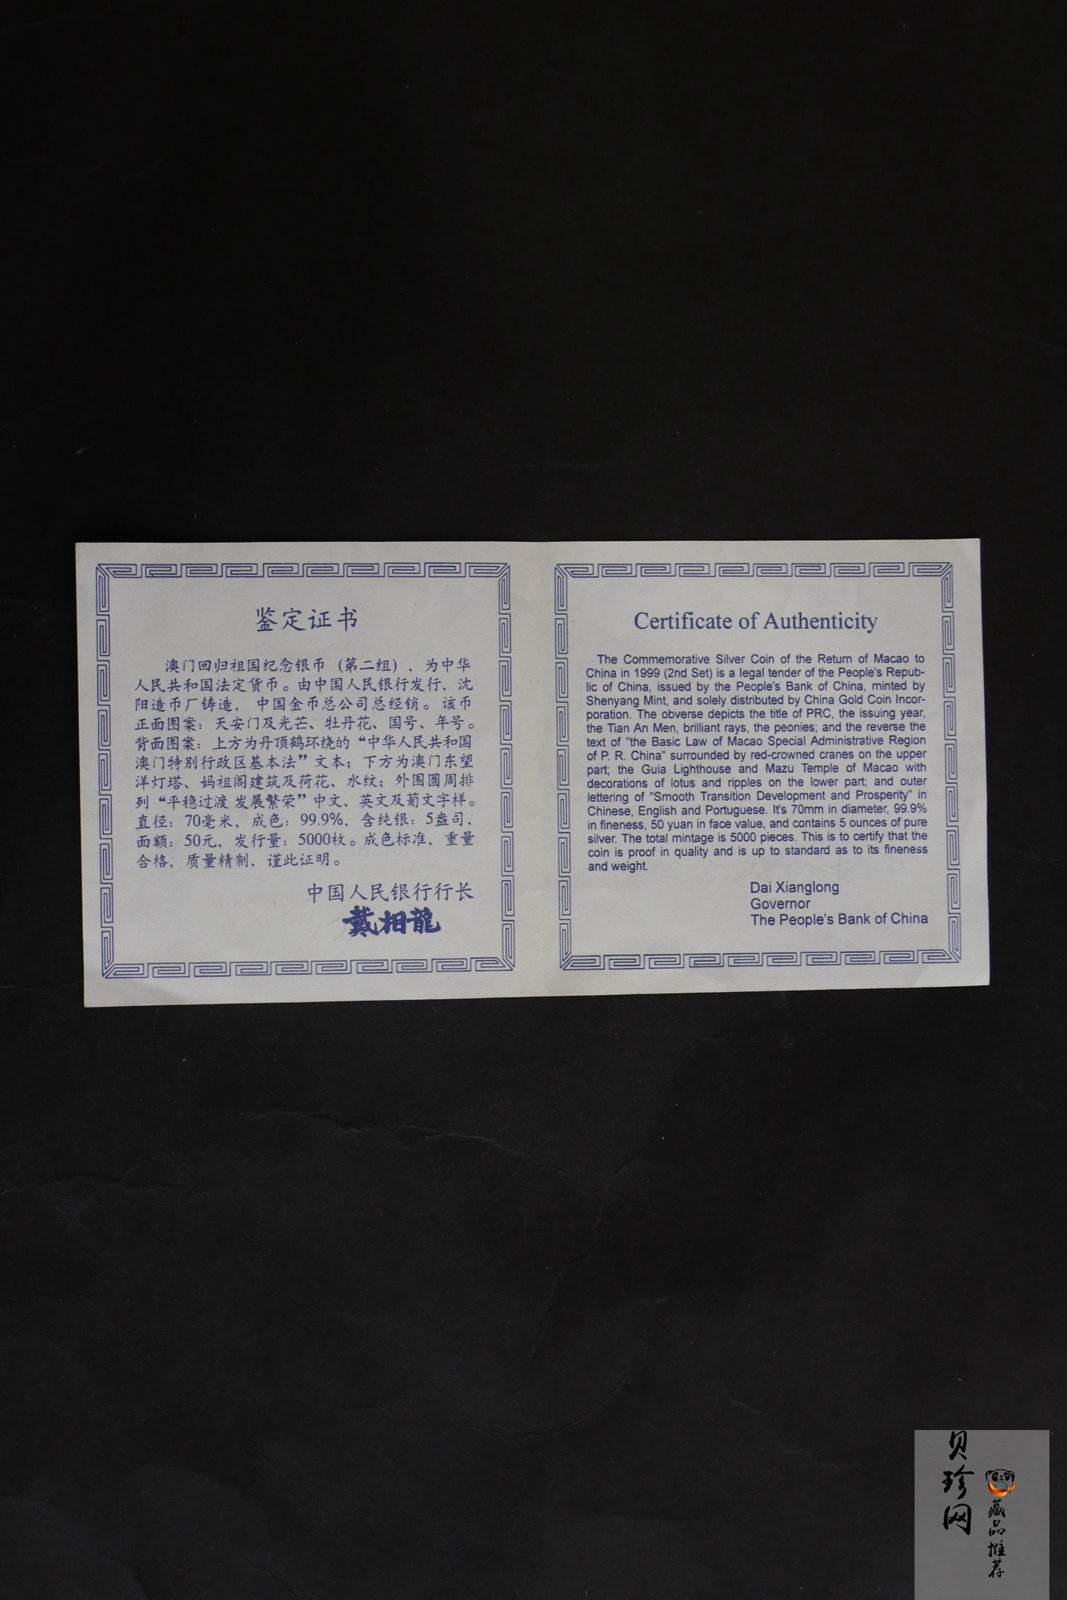 鉴定证书
澳门回归祖国纪念银币（第二组）、为中华
人民共和国法定货币。由中国人民银行发行、沈
阳造币厂铸造、中国金币总公司总经销。该币
正面图案：天安门及光芒、牡丹花、国号、年号。
背面图案：上方为丹顶鹤环绕的“中华人民共和国
澳门特别行政区基本法”文本；下方为澳门东望
洋灯塔、妈祖阁建筑及荷花、水纹；外围圆周排
列“平稳过渡 发展繁荣”中文、英文及葡文字样。
直径：70毫米、成色：99.9%、含纯银：5盎司、
面额：50元、发行量：5000枚。成色标准、重量
合格、质量精制、谨此证明。
中国人民银行行长
戴相龍
Certificate of Authenticity
The Commemorative Silver Coin of the Return of Macao to
China in 1999 (2nd Set) is a legal tender of the People's Repub-
lic of China, issued by the People's Bank of China, minted by
Shenyang Mint, and solely distributed by China Gold Coin Incor-
poration. The obverse depicts the title of PRC, the issuing year,
the Tian An Men, brilliant rays, the peonies; and the reverse the
text of "the Basic Law of Macao Special Administrative Region
of P. R. China" surrounded by red-crowned cranes on the upper
part; the Guia Lighthouse and Mazu Temple of Macao with
decorations of lotus and ripples on the lower part; and outer
lettering of "Smooth Transition Development and Prosperity" in
Chinese, English and Portuguese. It's 70mm in diameter, 99.9%
in fineness, 50 yuan in face value, and contains 5 ounces of pure
silver. The total mintage is 5000 pieces. This is to certify that the
coin is proof in quality and is up to standard as to its fineness
and weight.
Dai Xianglong
Governor
The People's Bank of China
贝珍网
藏品推荐